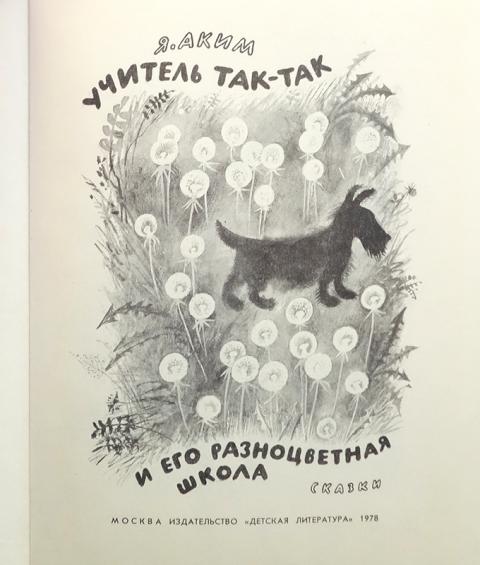 Я. АКИМ
УЧИТЕЛЬ ТАК-ТАК
И ЕГО РАЗНОЦВЕТНАЯ
ШКОЛА
СКАЗКИ
МОСКВА ИЗДАТЕЛЬСТВО «ДЕТСКАЯ ЛИТЕРАТУРА» 1978